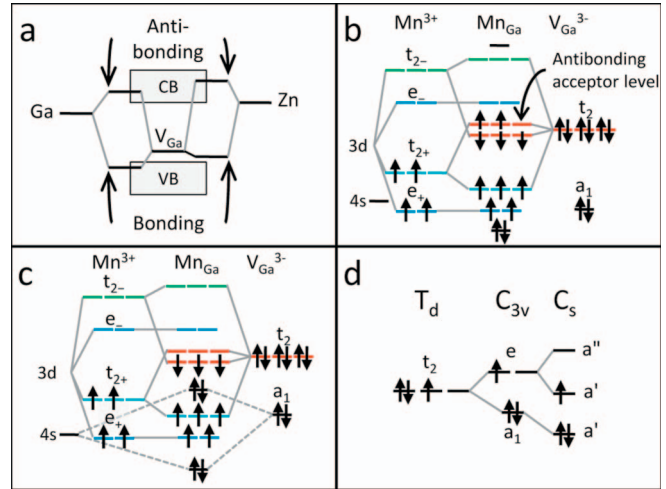 a
Anti-
bonding
CB
Ga
Zn
V_Ga
VB
Bonding
b
Mn³⁺
Mn_Ga
V_Ga³⁻
t₂₋
Antibonding
acceptor level
e₋
t₂
3d
t₂₊
4s
e₊
a₁
c
Mn³⁺
Mn_Ga
V_Ga³⁻
t₂₋
e₋
t₂
3d
t₂₊
a₁
4s
e₊
d
T_d
C₃ᵥ
C_s
t₂
e
a"
a'
a₁
a'